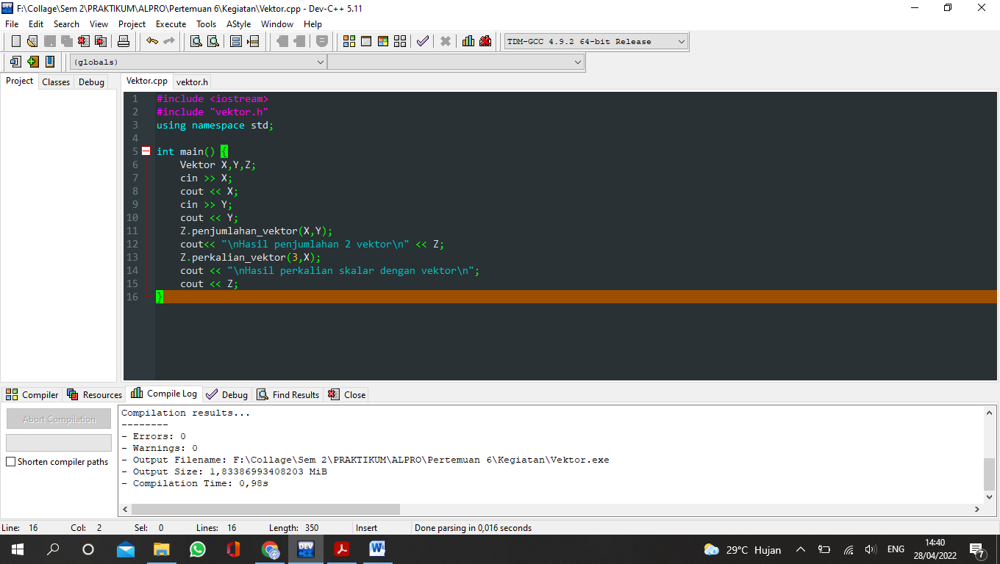 F:\Collage\Sem 2\PRAKTIKUM\ALPRO\Pertemuan 6\Kegiatan\Vektor.cpp - Dev-C++ 5.11
File Edit Search View Project Execute Tools AStyle Window Help
TDM-GCC 4.9.2 64-bit Release
(globals)
Project Classes Debug Vektor.cpp vektor.h
1 #include <iostream>
2 #include "vektor.h"
3 using namespace std;
4
5 int main() {
6 Vektor X,Y,Z;
7 cin >> X;
8 cout << X;
9 cin >> Y;
10 cout << Y;
11 Z.penjumlahan_vektor(X,Y);
12 cout<< "\nHasil penjumlahan 2 vektor\n" << Z;
13 Z.perkalian_vektor(3,X);
14 cout << "\nHasil perkalian skalar dengan vektor\n";
15 cout << Z;
16 }
Compiler Resources Compile Log Debug Find Results Close
Abort Compilation
Shorten compiler paths
Compilation results...
--------
- Errors: 0
- Warnings: 0
- Output Filename: F:\Collage\Sem 2\PRAKTIKUM\ALPRO\Pertemuan 6\Kegiatan\Vektor.exe
- Output Size: 1,83386993408203 MiB
- Compilation Time: 0,98s
Line: 16 Col: 2 Sel: 0 Lines: 16 Length: 350 Insert Done parsing in 0,016 seconds
DEV
29°C Hujan
ENG
14:40
28/04/2022
7